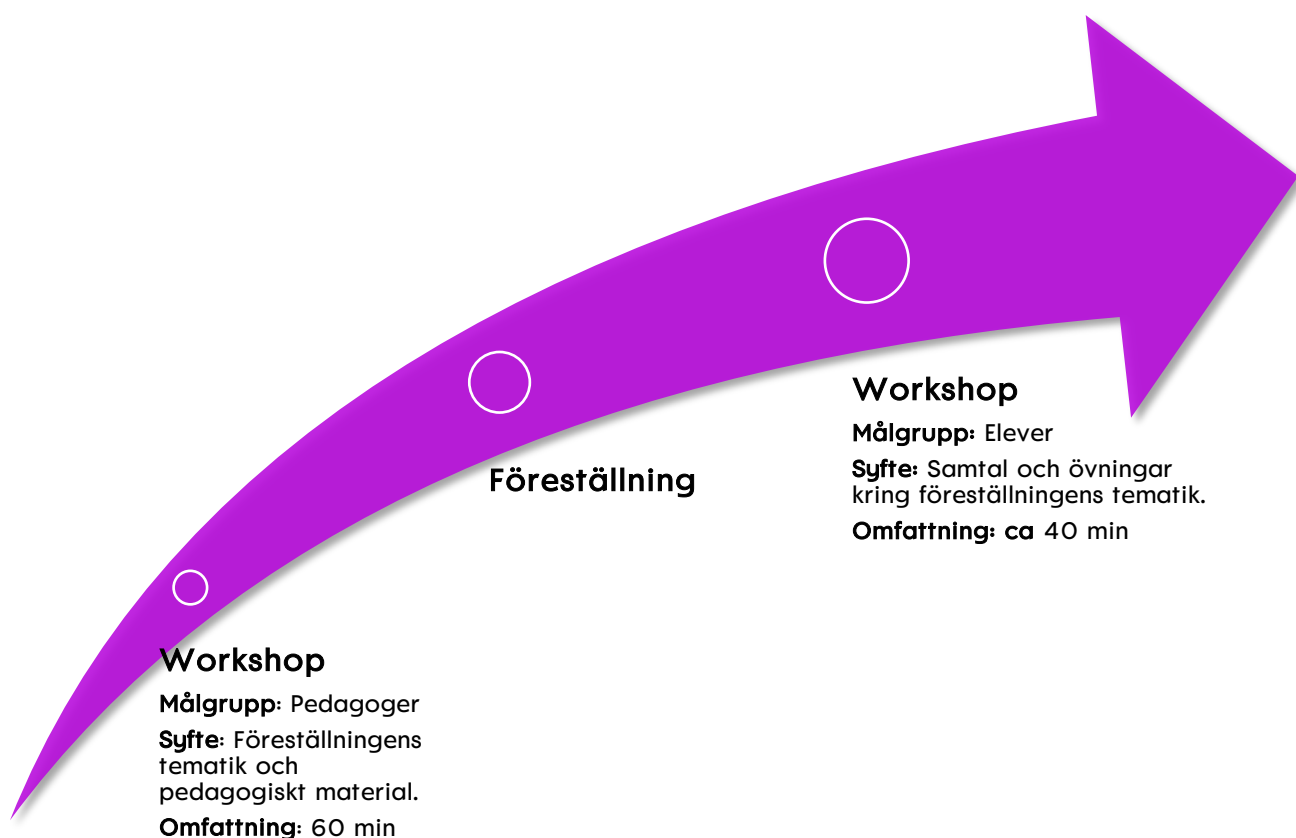 Workshop
Målgrupp: Elever
Syfte: Samtal och övningar
kring föreställningens tematik.
Omfattning: ca 40 min
Föreställning
Workshop
Målgrupp: Pedagoger
Syfte: Föreställningens
tematik och
pedagogiskt material.
Omfattning: 60 min